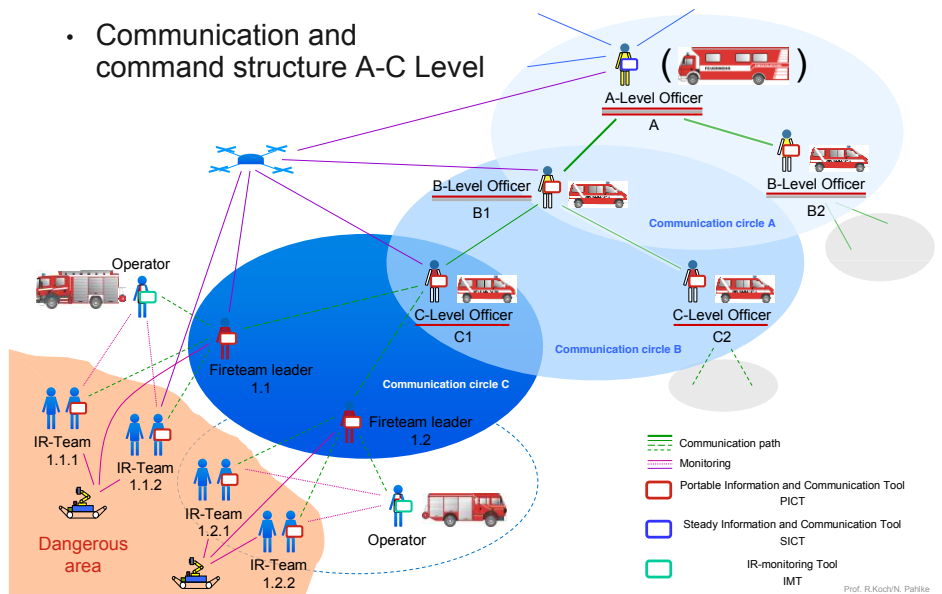 • Communication and
command structure A-C Level
FEUERWEHR
A-Level Officer
A
B-Level Officer
B1
B-Level Officer
B2
Communication circle A
Operator
C-Level Officer
C1
C-Level Officer
C2
Communication circle B
Fireteam leader
1.1
Communication circle C
Fireteam leader
1.2
IR-Team
1.1.1
IR-Team
1.1.2
IR-Team
1.2.1
IR-Team
1.2.2
Operator
Dangerous
area
Communication path
Monitoring
Portable Information and Communication Tool
PICT
Steady Information and Communication Tool
SICT
IR-monitoring Tool
IMT
Prof. R.Koch/N. Pahlke